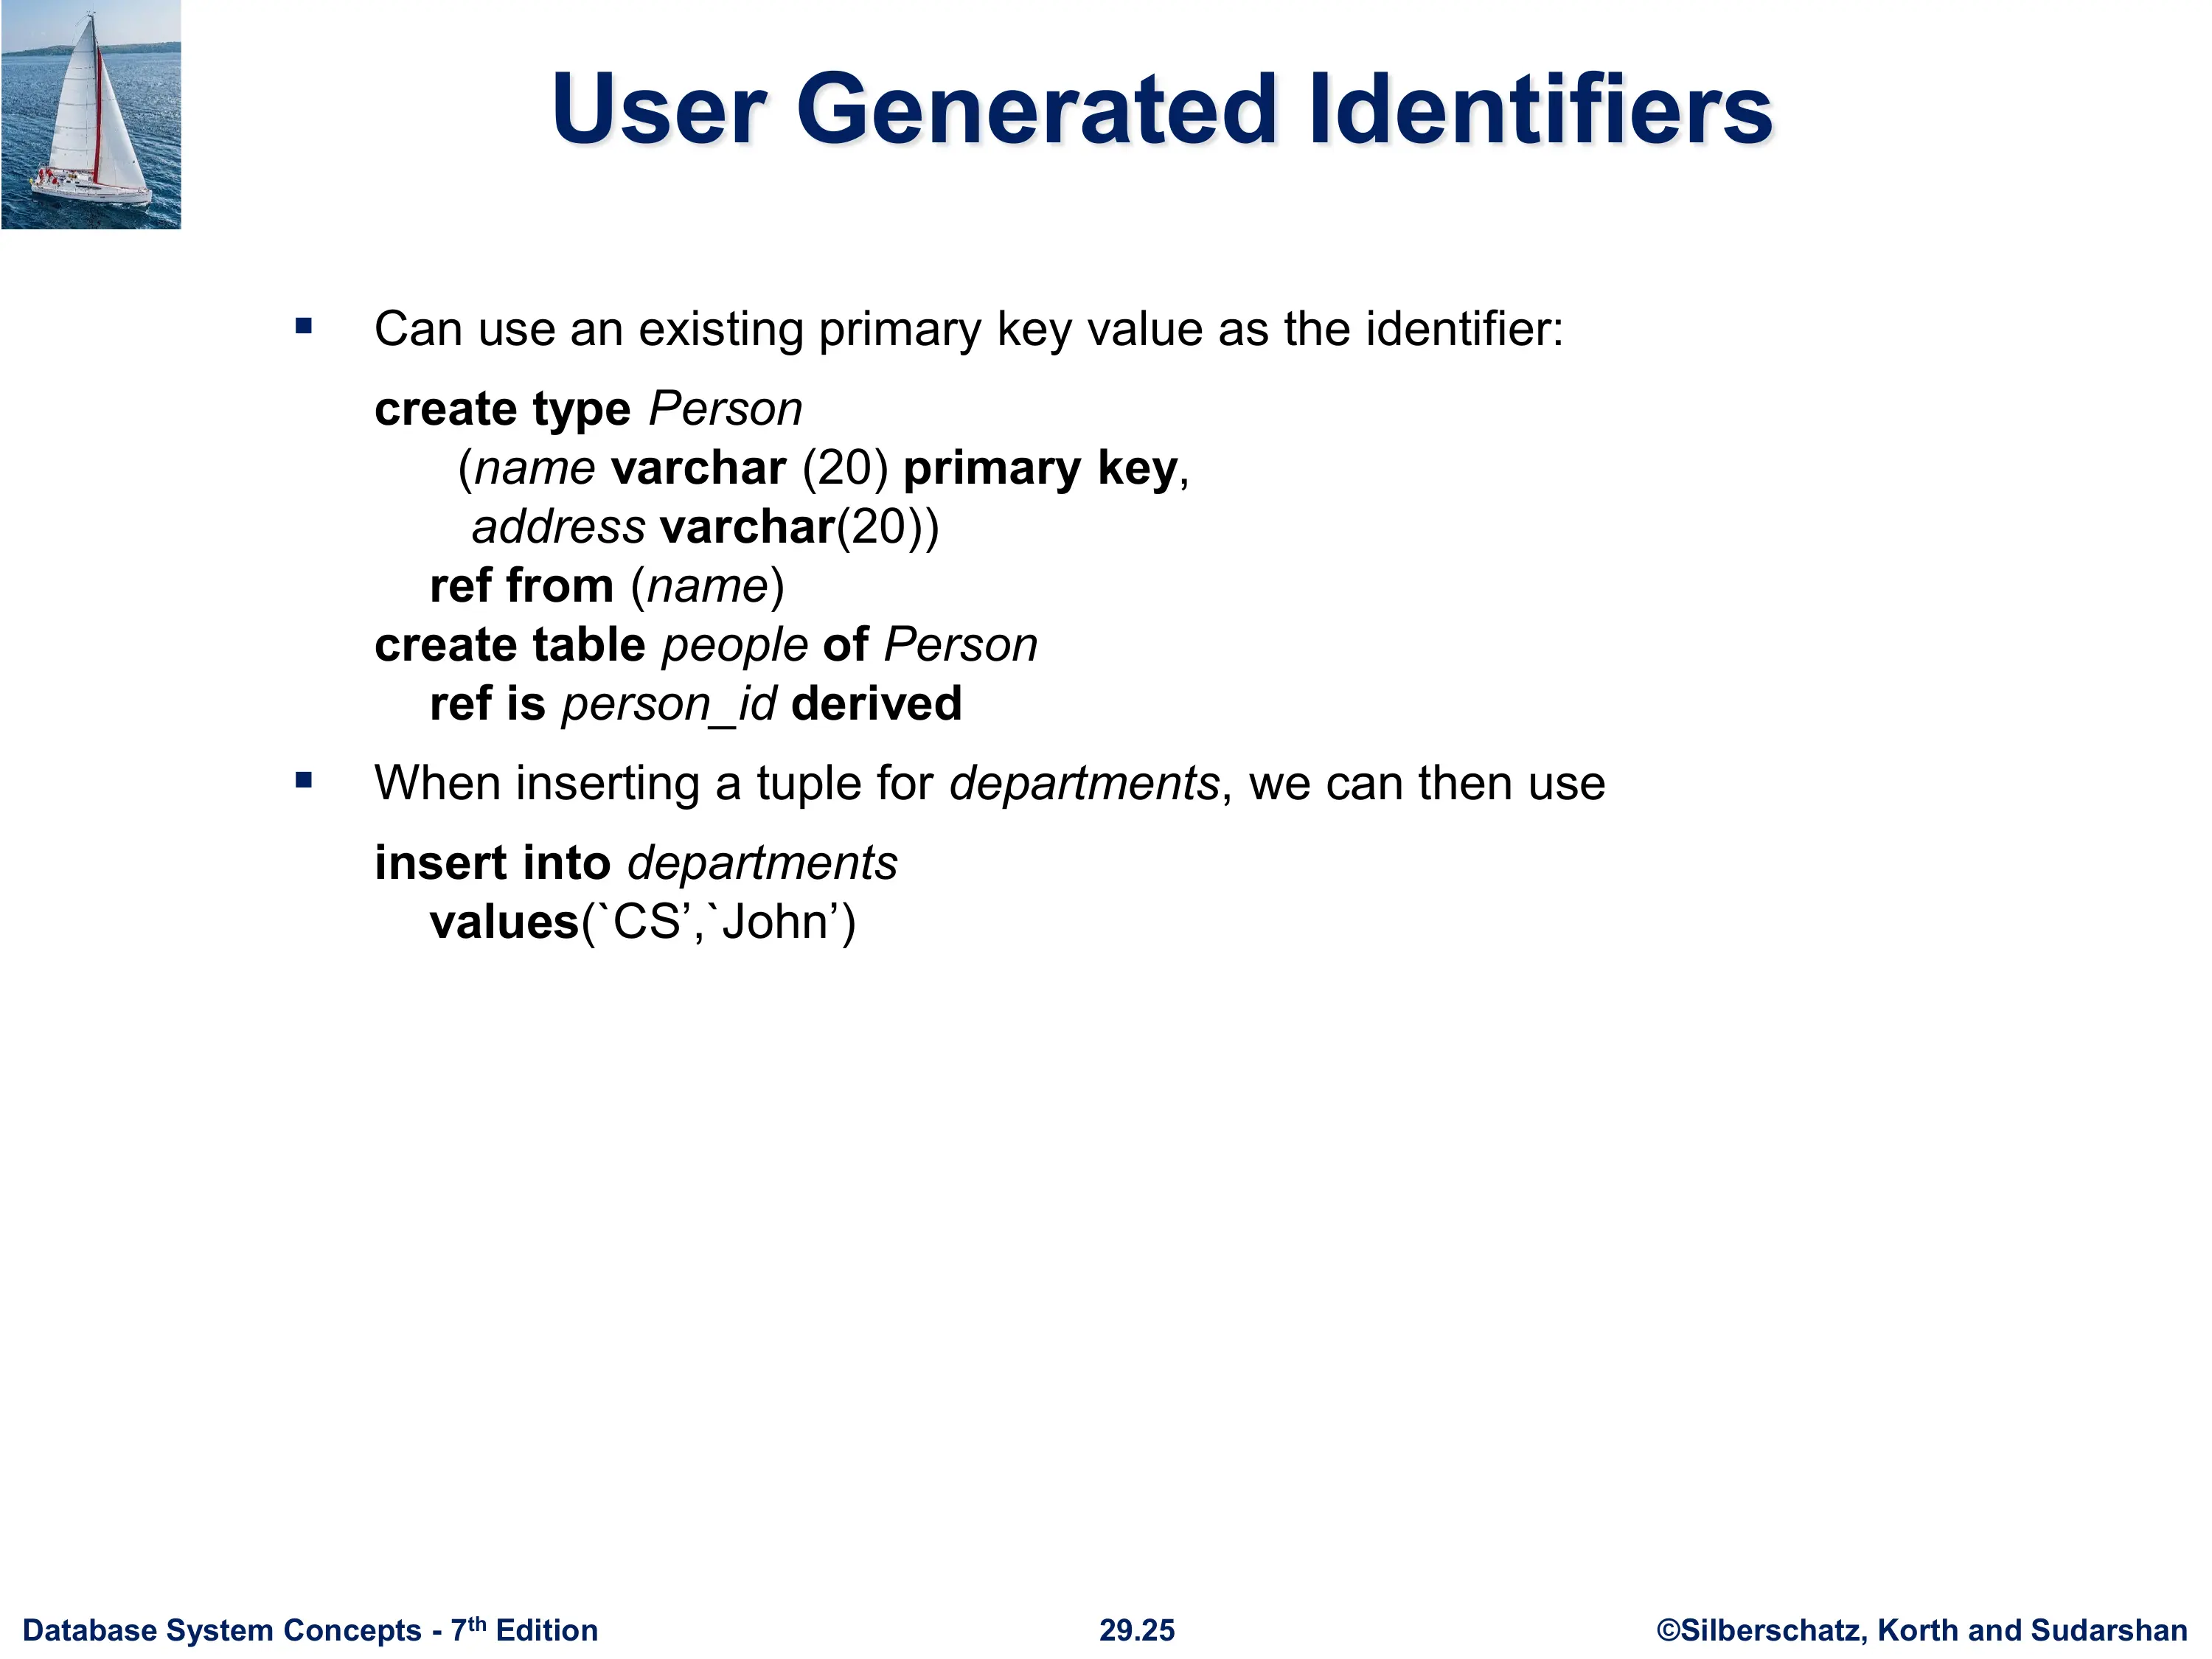 User Generated Identifiers
▪ Can use an existing primary key value as the identifier:
create type Person
(name varchar (20) primary key,
address varchar(20))
ref from (name)
create table people of Person
ref is person_id derived
▪ When inserting a tuple for departments, we can then use
insert into departments
values(`CS’,`John’)
Database System Concepts - 7th Edition
29.25
©Silberschatz, Korth and Sudarshan